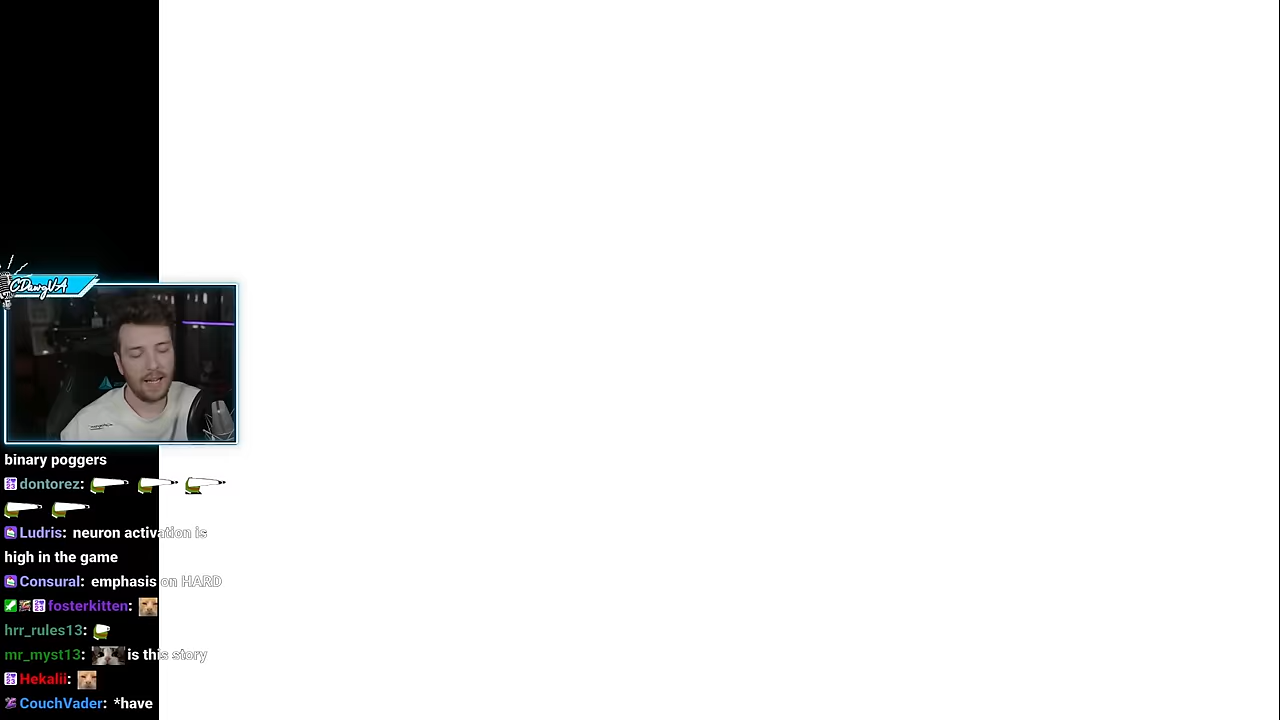 CDawgVA
binary poggers
dontorez:
Ludris: neuron activation is
high in the game
Consural: emphasis on HARD
fosterkitten:
hrr_rules13:
mr_myst13: is this story
Hekalii:
CouchVader: *have